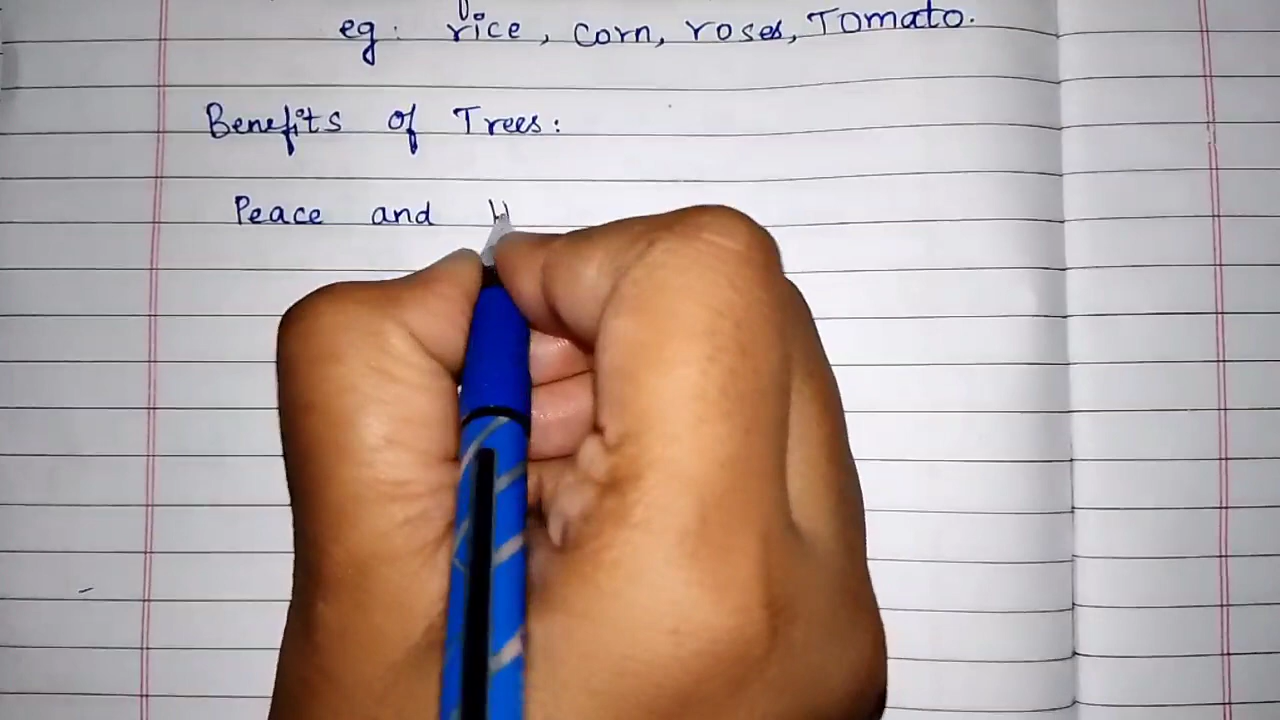 eg: rice, corn, roses, Tomato.
Benefits of Trees:
Peace and